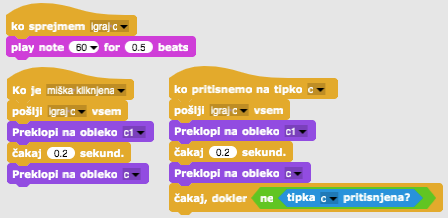 ko sprejmem igraj c
play note 60 for 0.5 beats
Ko je miška kliknjena
pošlji igraj c vsem
Preklopi na obleko c1
čakaj 0.2 sekund.
Preklopi na obleko c
ko pritisnemo na tipko c
pošlji igraj c vsem
Preklopi na obleko c1
čakaj 0.2 sekund.
Preklopi na obleko c
čakaj, dokler ne tipka c pritisnjena?